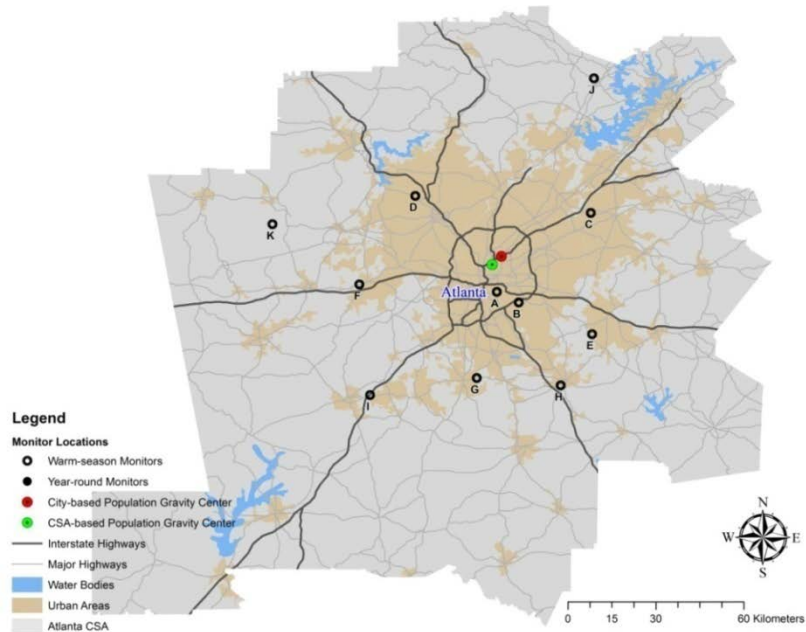 J
D
C
K
F
Atlanta
A
B
E
G
H
I
Legend
Monitor Locations
Warm-season Monitors
Year-round Monitors
City-based Population Gravity Center
CSA-based Population Gravity Center
Interstate Highways
Major Highways
Water Bodies
Urban Areas
Atlanta CSA
N
W E
S
0 15 30 60 Kilometers